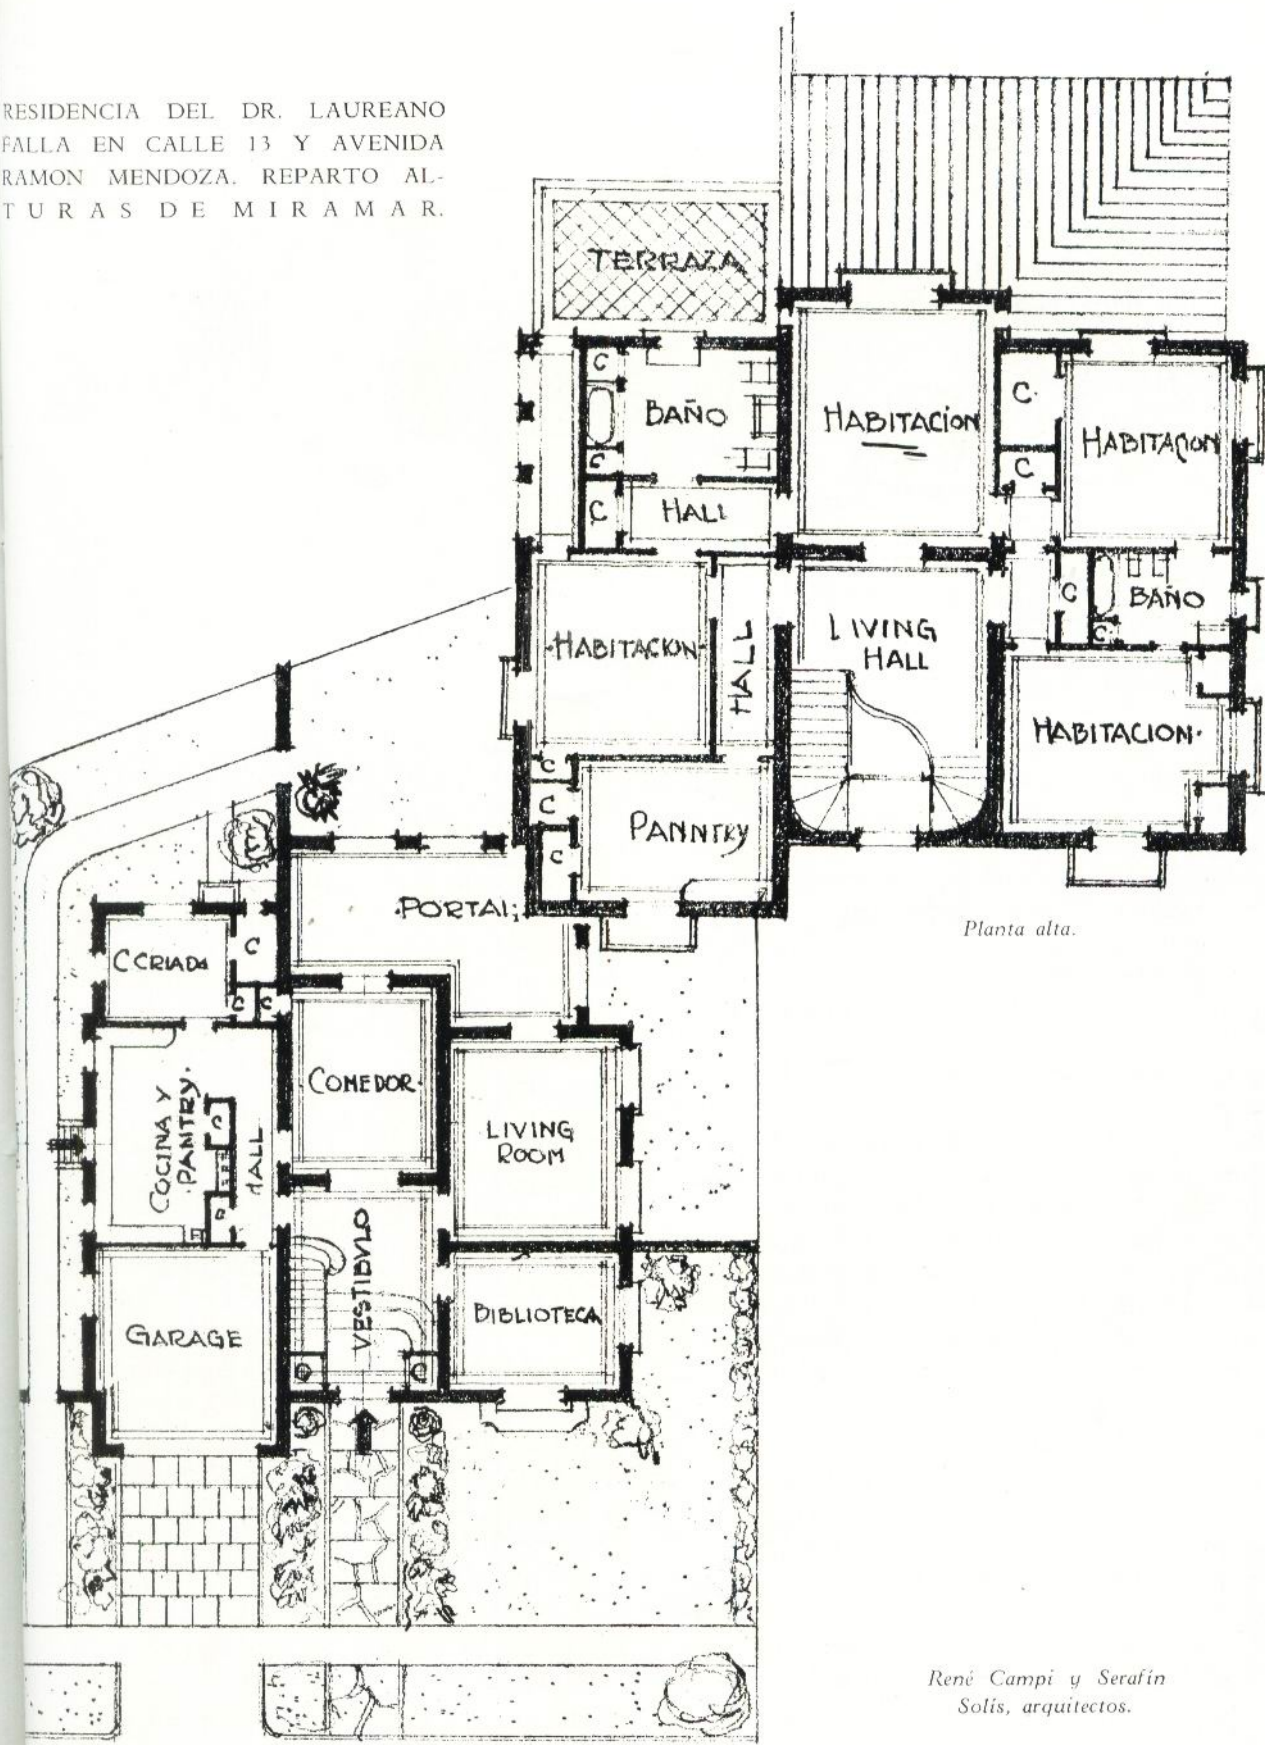 RESIDENCIA DEL DR. LAUREANO
FALLA EN CALLE 13 Y AVENIDA
RAMON MENDOZA. REPARTO AL-
TURAS DE MIRAMAR.
TERRAZA
C
BAÑO
C
C
HALL
HABITACION
C
C
HABITACION
HABITACION
HALL
LIVING
HALL
C
BAÑO
C
HABITACION
C
C
C
PANNTRY
Planta alta.
PORTAL
C CRIADA
C
C
C
COMEDOR
COCINA Y
PANTRY.
C
HALL
LIVING
ROOM
VESTIBULO
BIBLIOTECA
GARAGE
C
René Campi y Serafín
Solís, arquitectos.